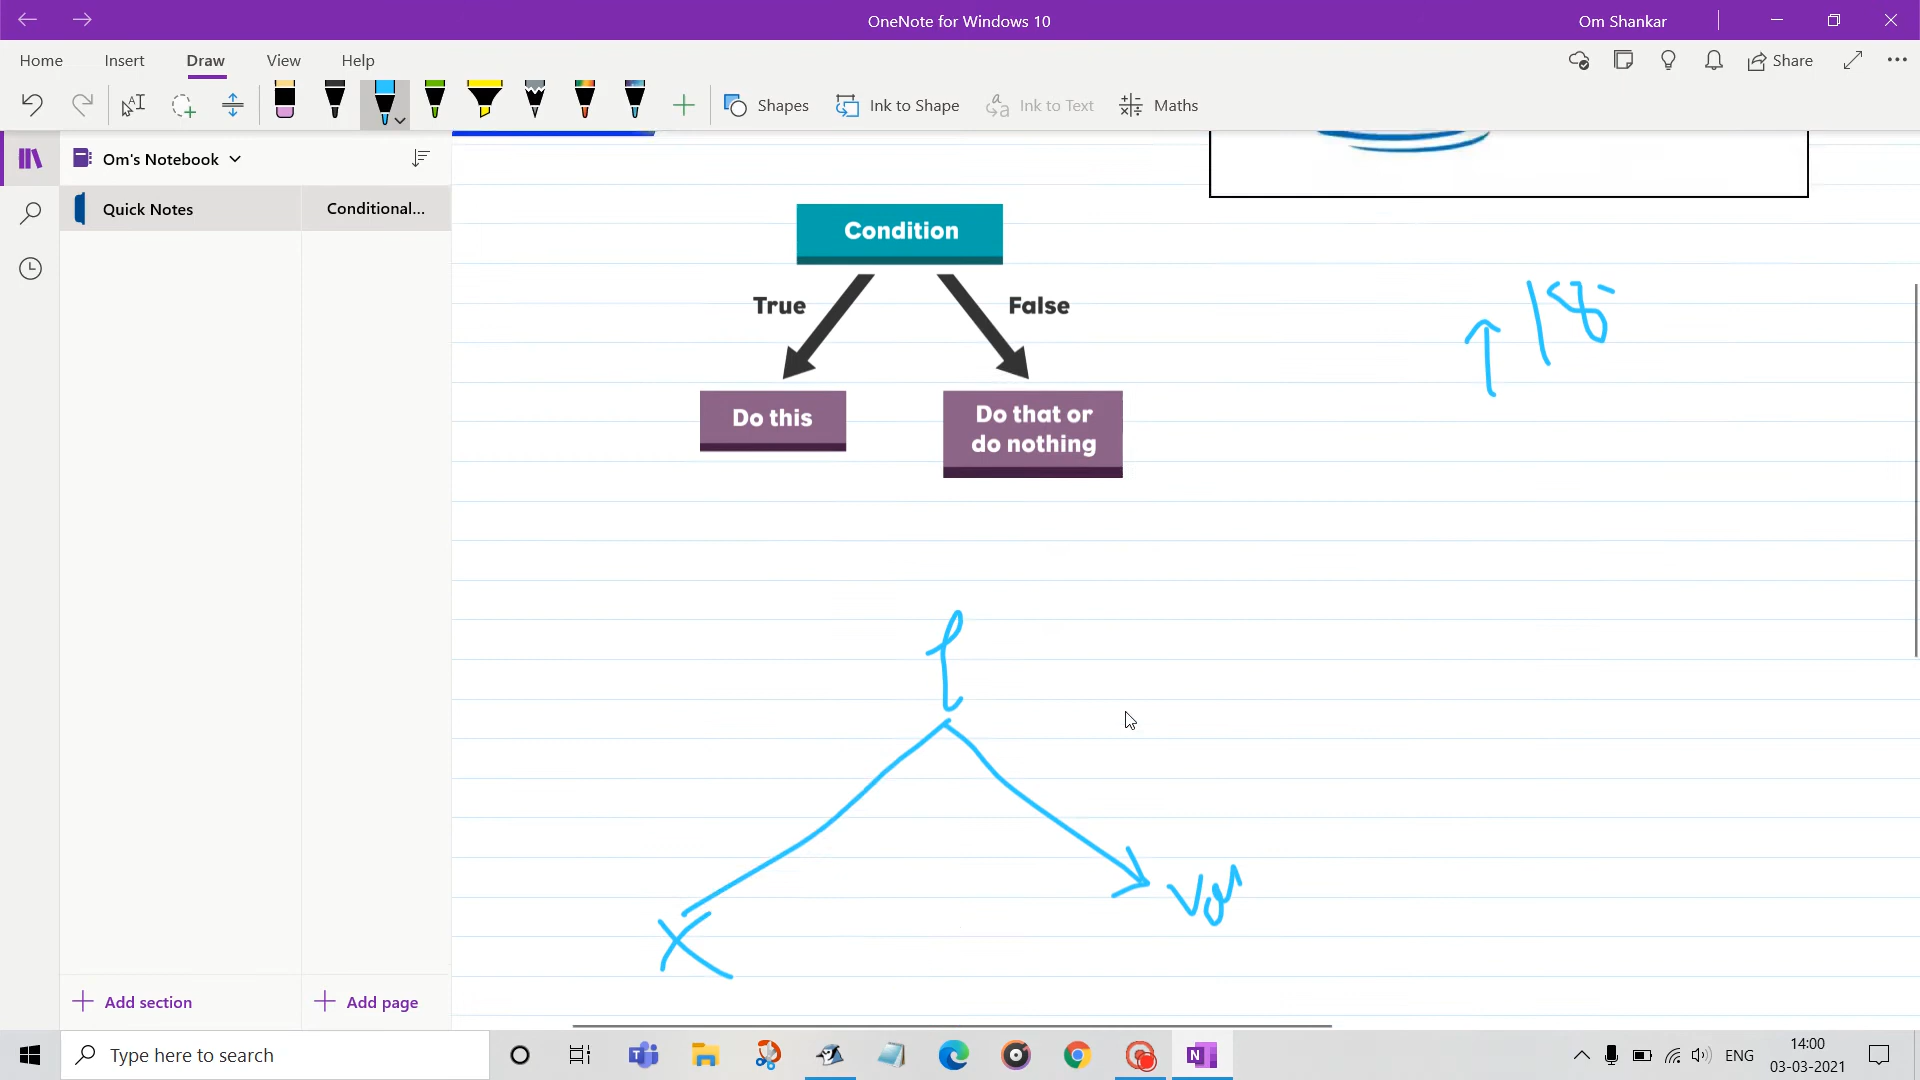 OneNote for Windows 10
Om Shankar
Home Insert Draw View Help
Share
Shapes Ink to Shape Ink to Text Maths
Om's Notebook
Quick Notes
Conditional...
Condition
True False
Do this
Do that or
do nothing
18
Add section Add page
Type here to search
ENG
14:00
03-03-2021